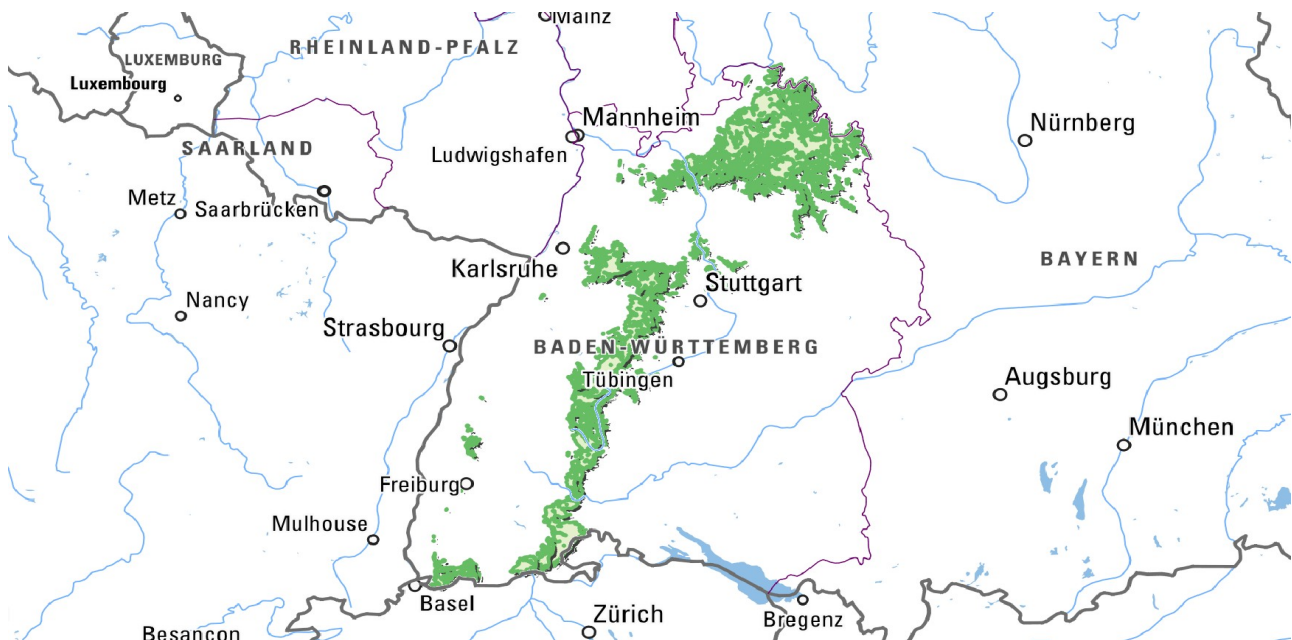 Mainz
RHEINLAND-PFALZ
LUXEMBURG
Luxembourg
Mannheim
Nürnberg
SAARLAND
Ludwigshafen
Metz
Saarbrücken
Karlsruhe
BAYERN
Stuttgart
Nancy
Strasbourg
BADEN-WÜRTTEMBERG
Tübingen
Augsburg
München
Freiburg
Mulhouse
Basel
Zürich
Bregenz
Besançon